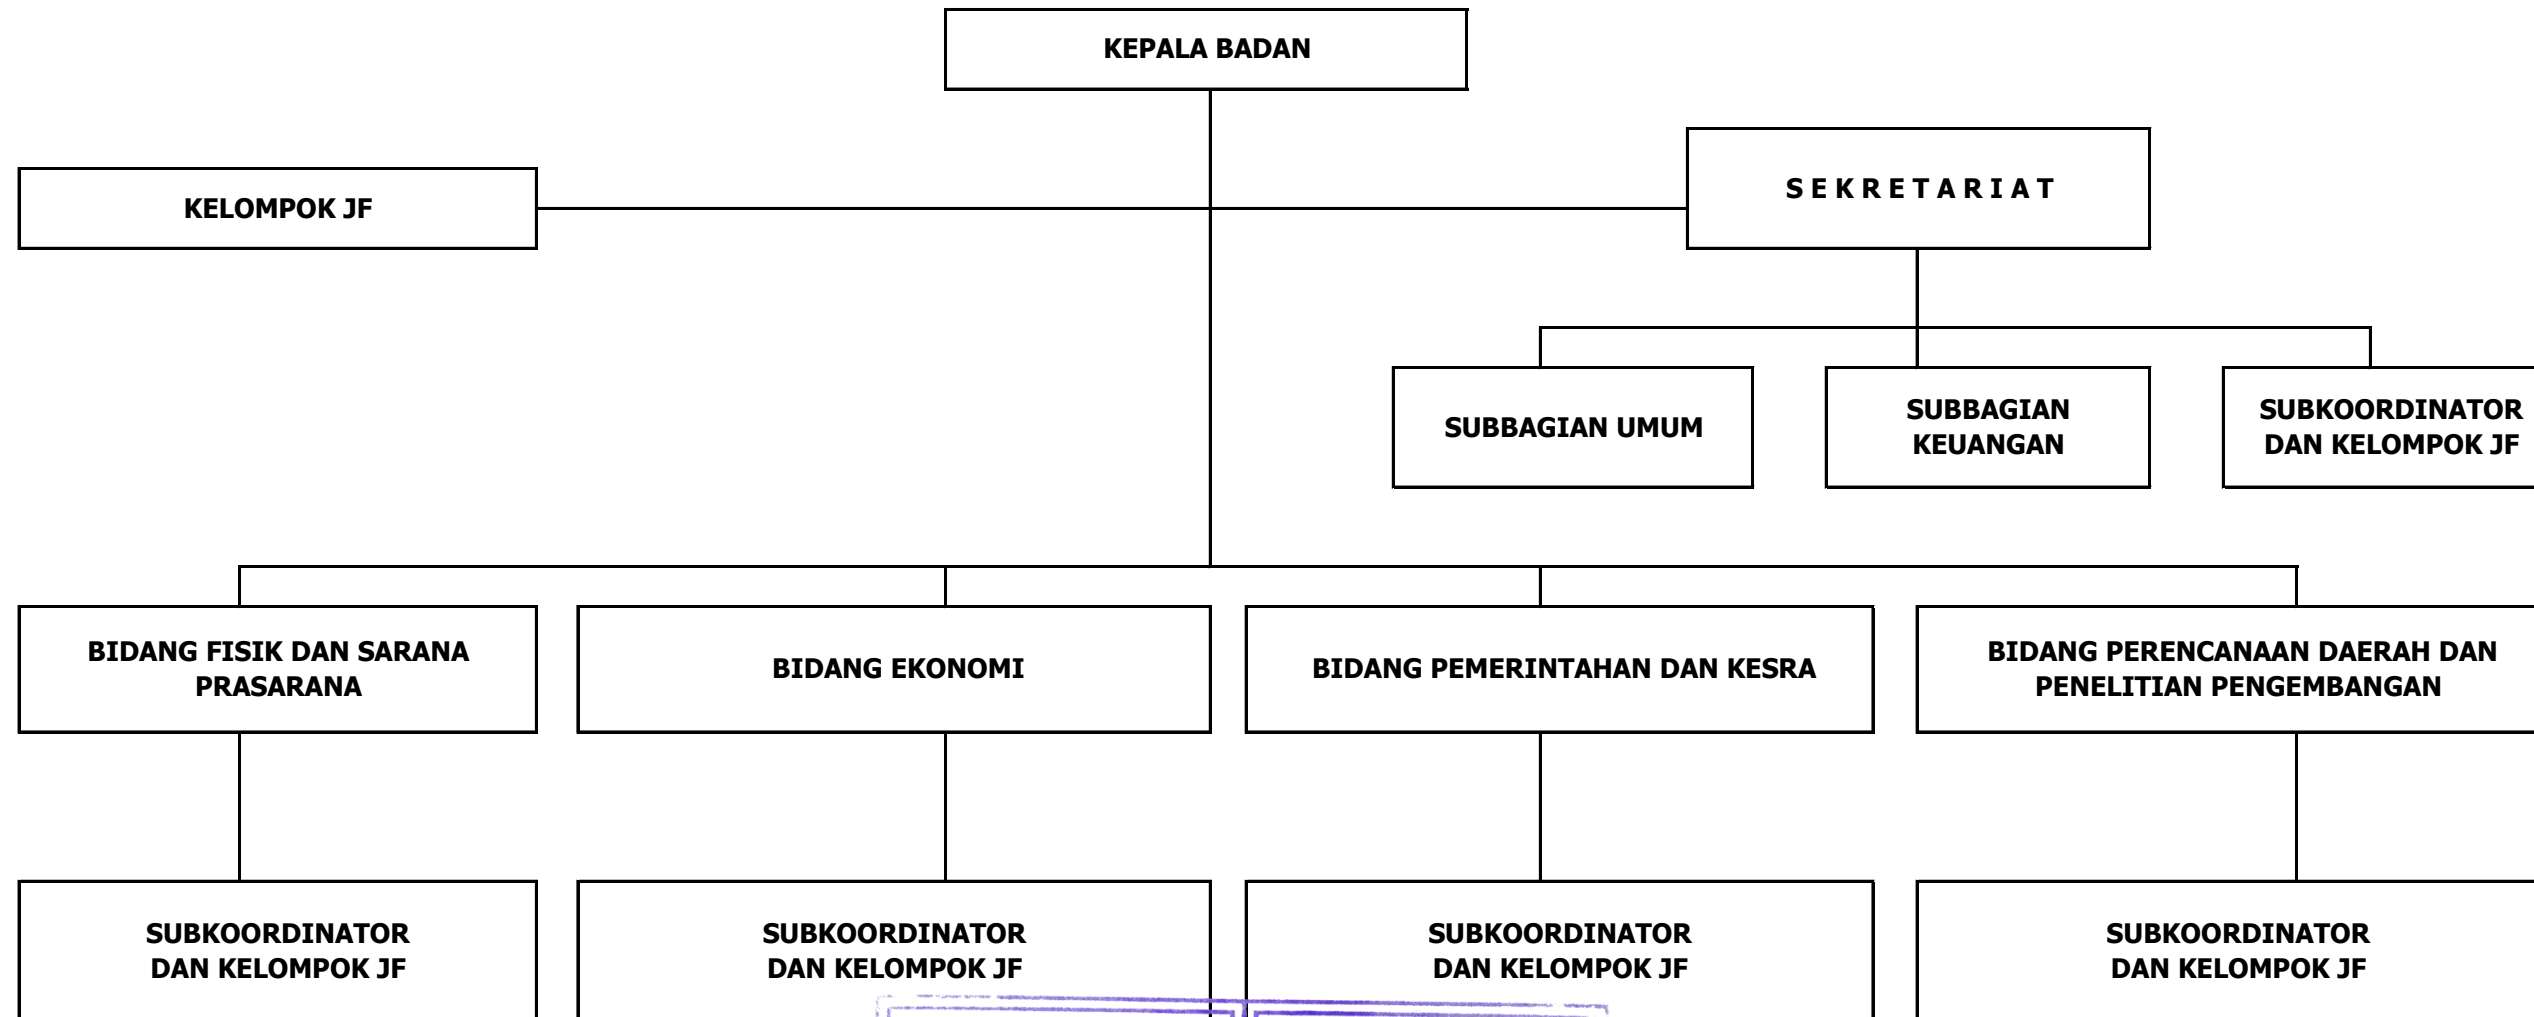 KEPALA BADAN
S E K R E T A R I A T
KELOMPOK JF
SUBBAGIAN UMUM
SUBBAGIAN
KEUANGAN
SUBKOORDINATOR
DAN KELOMPOK JF
BIDANG FISIK DAN SARANA
PRASARANA
BIDANG EKONOMI
BIDANG PEMERINTAHAN DAN KESRA
BIDANG PERENCANAAN DAERAH DAN
PENELITIAN PENGEMBANGAN
SUBKOORDINATOR
DAN KELOMPOK JF
SUBKOORDINATOR
DAN KELOMPOK JF
SUBKOORDINATOR
DAN KELOMPOK JF
SUBKOORDINATOR
DAN KELOMPOK JF